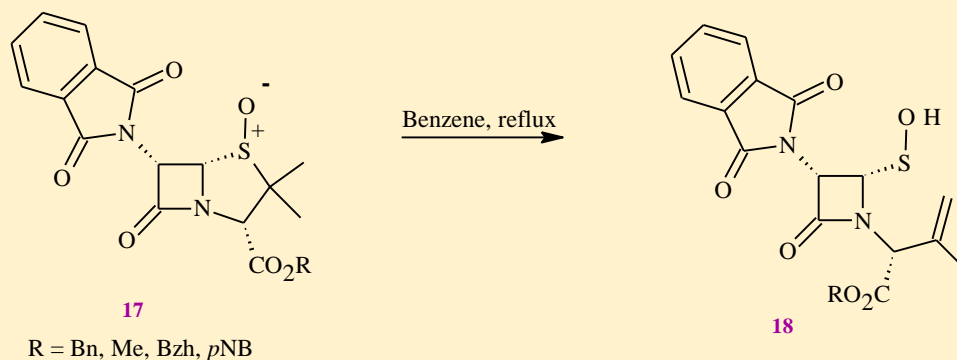 O O - O H
O
N S + Benzene, reflux N S
O O
N N
O O
CO2R RO2C
17 18
R = Bn, Me, Bzh, pNB